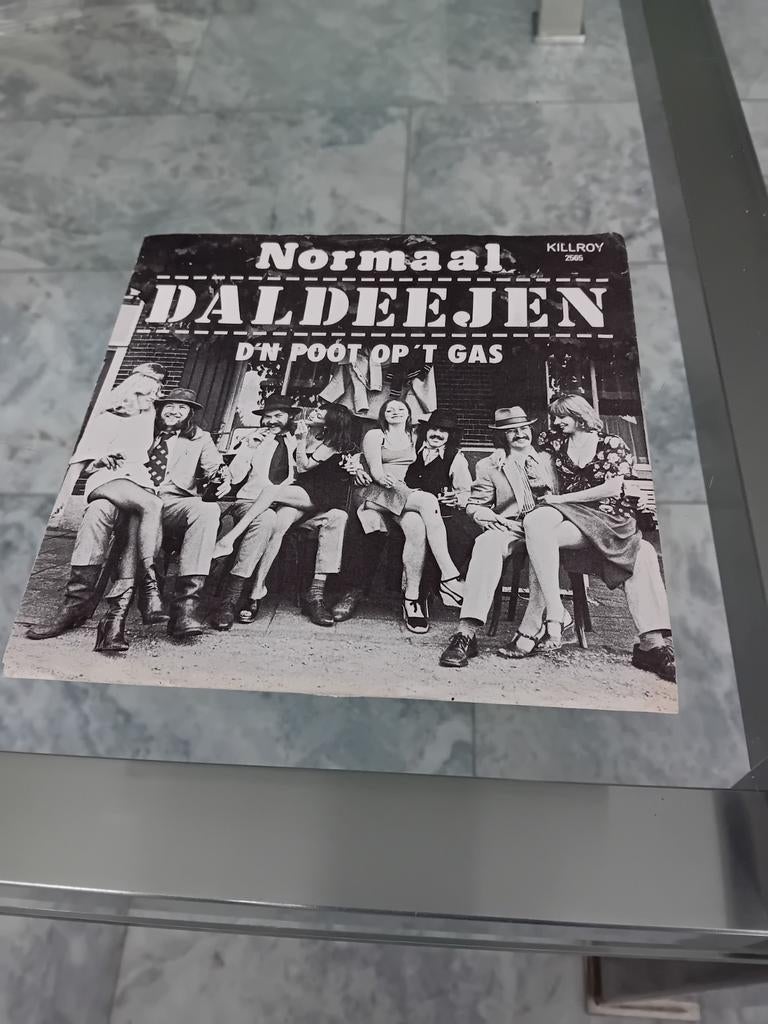 Normaal
KILLROY
2565
DALDEEJEN
D'N POOT OP 'T GAS